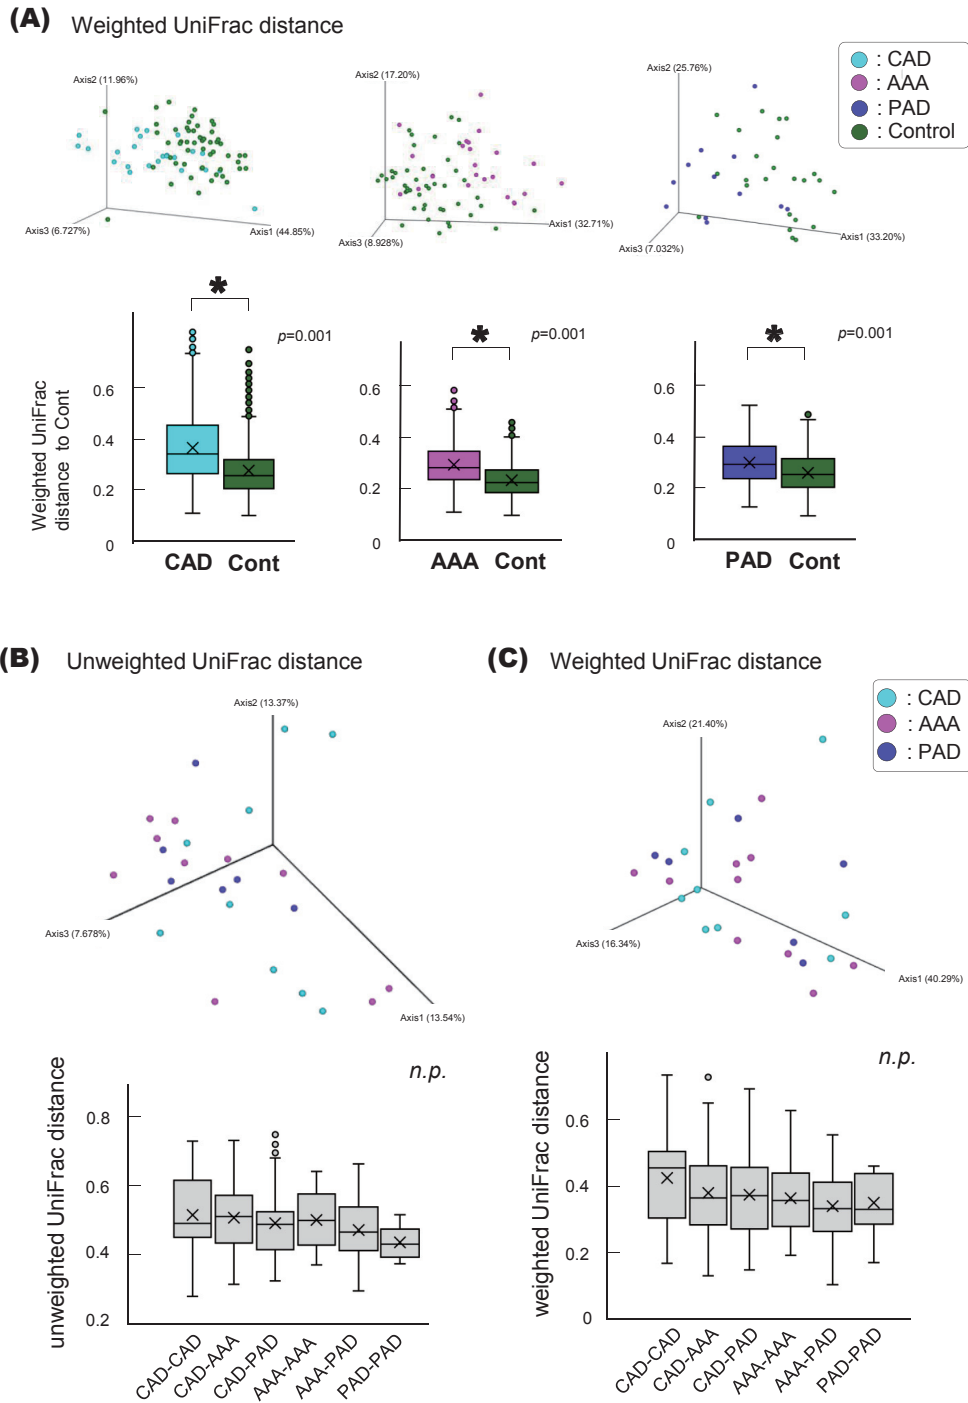 (A) Weighted UniFrac distance
: CAD
: AAA
: PAD
: Control
Axis2 (11.96%)
Axis3 (6.727%)
Axis1 (44.85%)
Axis2 (17.20%)
Axis3 (8.928%)
Axis1 (32.71%)
Axis2 (25.76%)
Axis3 (7.032%)
Axis1 (33.20%)
Weighted UniFrac
distance to Cont
*
p=0.001
0.6
0.4
0.2
0
CAD Cont
*
p=0.001
0.6
0.4
0.2
0
AAA Cont
*
p=0.001
0.6
0.4
0.2
0
PAD Cont
(B) Unweighted UniFrac distance
Axis2 (13.37%)
Axis3 (7.678%)
Axis1 (13.54%)
unweighted UniFrac distance
n.p.
0.8
0.6
0.4
0.2
CAD-CAD
CAD-AAA
CAD-PAD
AAA-AAA
AAA-PAD
PAD-PAD
(C) Weighted UniFrac distance
: CAD
: AAA
: PAD
Axis2 (21.40%)
Axis3 (16.34%)
Axis1 (40.29%)
weighted UniFrac distance
n.p.
0.6
0.4
0.2
0
CAD-CAD
CAD-AAA
CAD-PAD
AAA-AAA
AAA-PAD
PAD-PAD